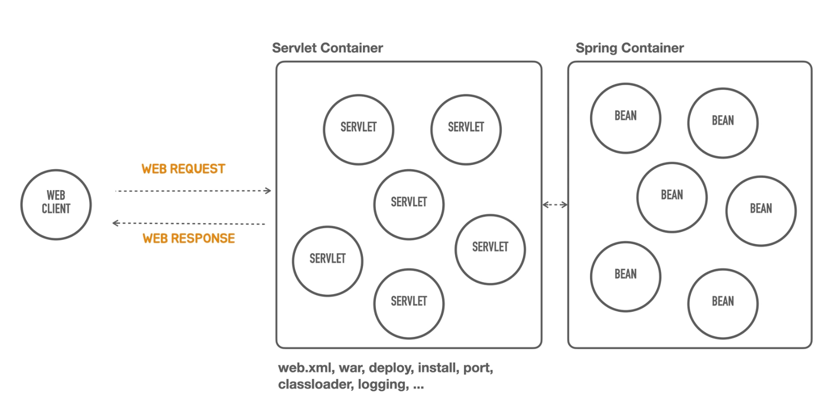 Servlet Container
Spring Container
SERVLET
SERVLET
BEAN
BEAN
WEB REQUEST
WEB
CLIENT
SERVLET
BEAN
BEAN
WEB RESPONSE
SERVLET
SERVLET
BEAN
SERVLET
BEAN
web.xml, war, deploy, install, port,
classloader, logging, ...